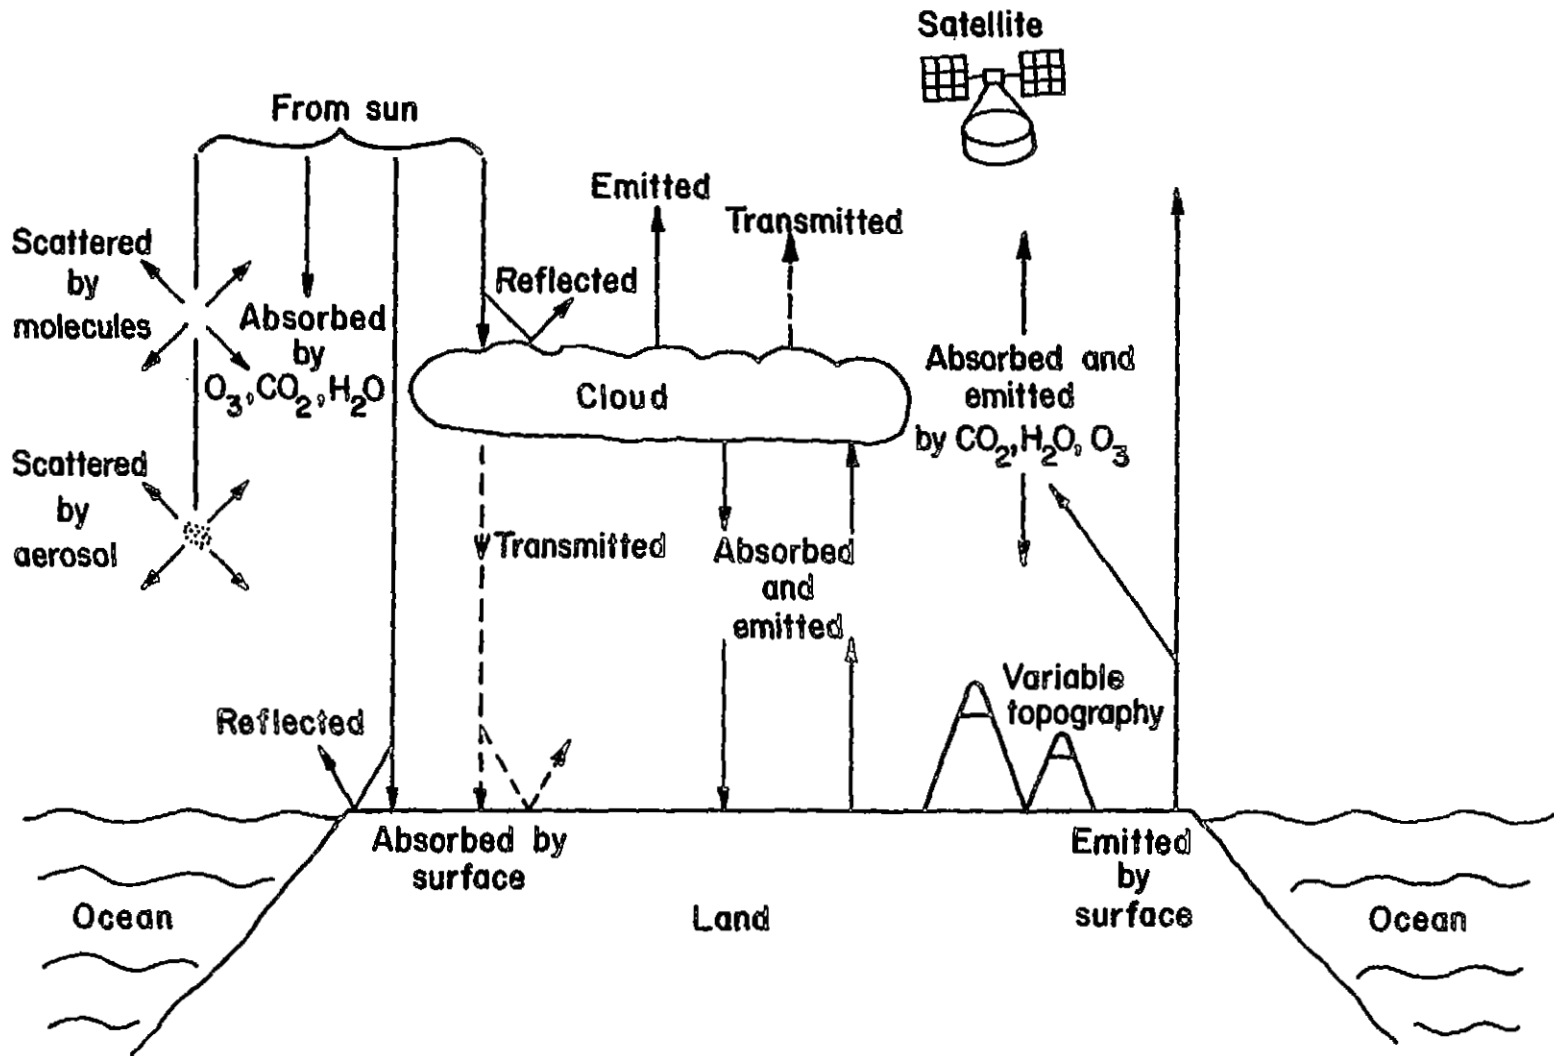 Satellite
From sun
Emitted
Transmitted
Scattered
by
molecules
Reflected
Absorbed
by
O₃, CO₂, H₂O
Cloud
Absorbed and
emitted
by CO₂, H₂O, O₃
Scattered
by
aerosol
Transmitted
Absorbed
and
emitted
Variable
topography
Reflected
Absorbed by
surface
Emitted
by
surface
Ocean
Land
Ocean